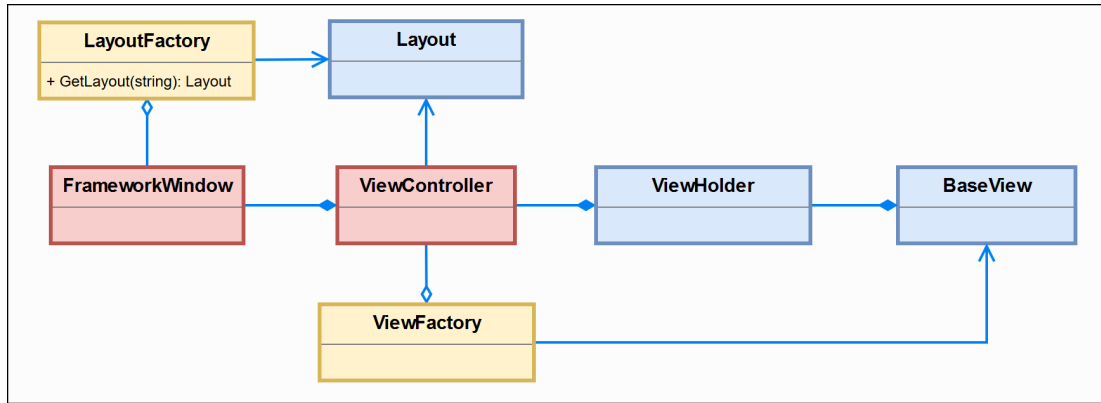 LayoutFactory
+ GetLayout(string): Layout
Layout
FrameworkWindow
ViewController
ViewHolder
BaseView
ViewFactory